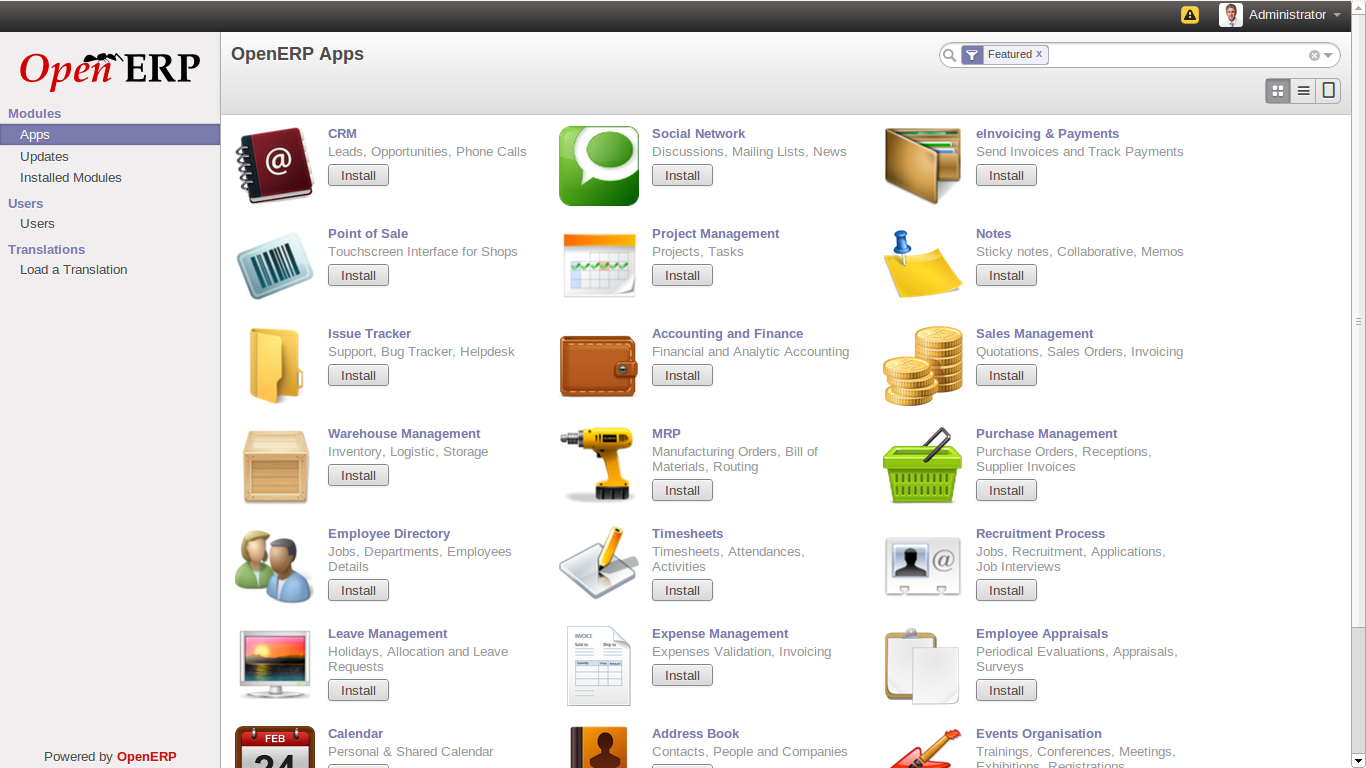 Administrator
OpenERP
Modules
Apps
Updates
Installed Modules
Users
Users
Translations
Load a Translation
Powered by OpenERP
OpenERP Apps
Featured x
CRM
Leads, Opportunities, Phone Calls
Install
Social Network
Discussions, Mailing Lists, News
Install
eInvoicing & Payments
Send Invoices and Track Payments
Install
Point of Sale
Touchscreen Interface for Shops
Install
Project Management
Projects, Tasks
Install
Notes
Sticky notes, Collaborative, Memos
Install
Issue Tracker
Support, Bug Tracker, Helpdesk
Install
Accounting and Finance
Financial and Analytic Accounting
Install
Sales Management
Quotations, Sales Orders, Invoicing
Install
Warehouse Management
Inventory, Logistic, Storage
Install
MRP
Manufacturing Orders, Bill of
Materials, Routing
Install
Purchase Management
Purchase Orders, Receptions,
Supplier Invoices
Install
Employee Directory
Jobs, Departments, Employees
Details
Install
Timesheets
Timesheets, Attendances,
Activities
Install
@
Recruitment Process
Jobs, Recruitment, Applications,
Job Interviews
Install
Leave Management
Holidays, Allocation and Leave
Requests
Install
INVOICE
Expense Management
Expenses Validation, Invoicing
Install
Employee Appraisals
Periodical Evaluations, Appraisals,
Surveys
Install
FEB
24
Calendar
Personal & Shared Calendar
Address Book
Contacts, People and Companies
Events Organisation
Trainings, Conferences, Meetings,
Exhibitions, Registrations